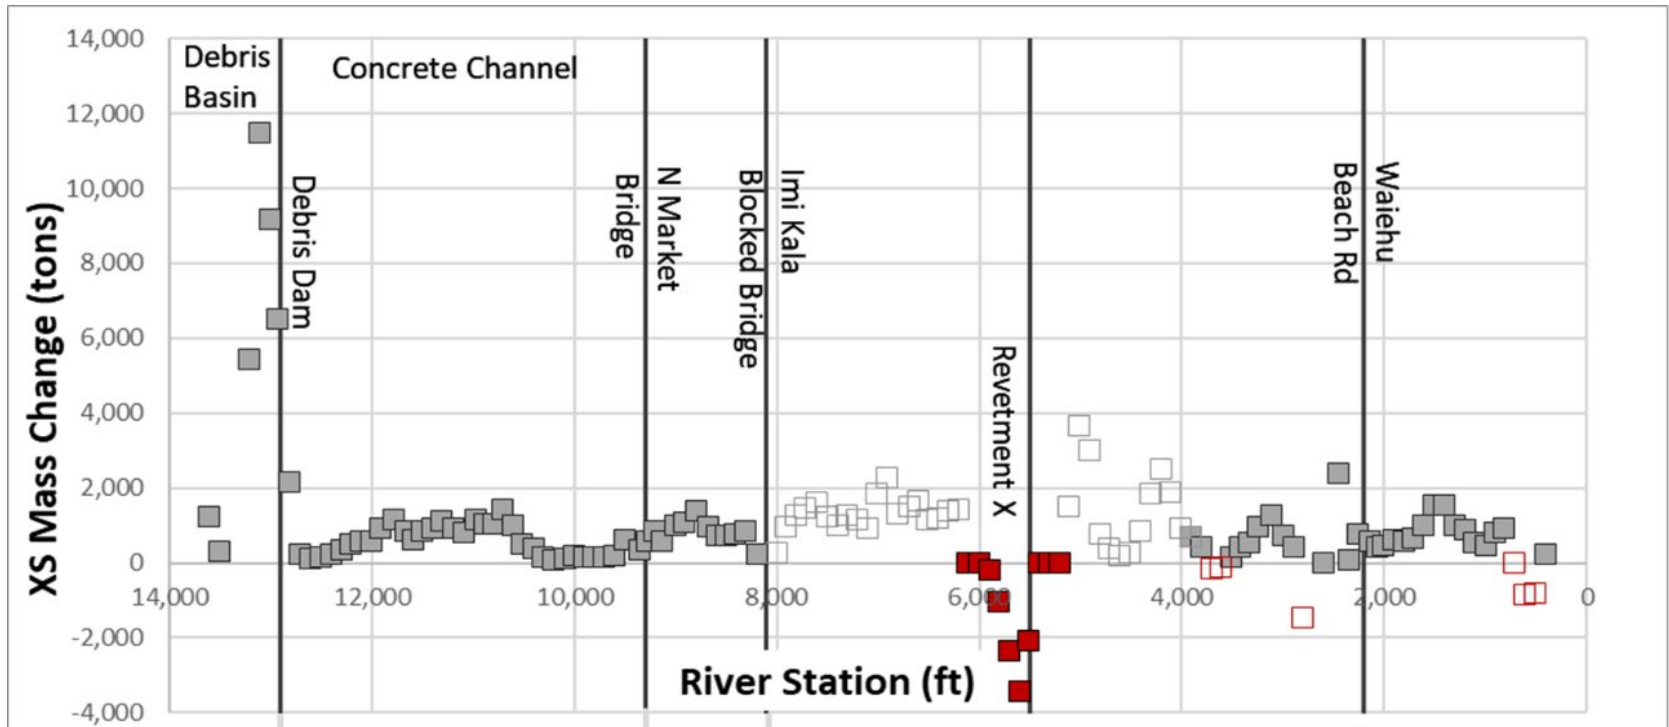 14,000
12,000
10,000
8,000
6,000
4,000
2,000
0
-2,000
-4,000
XS Mass Change (tons)
Debris
Basin
Concrete Channel
Debris Dam
N Market
Bridge
Imi Kala
Blocked Bridge
Revetment X
Waiehu
Beach Rd
14,000
12,000
10,000
8,000
6,000
4,000
2,000
0
River Station (ft)